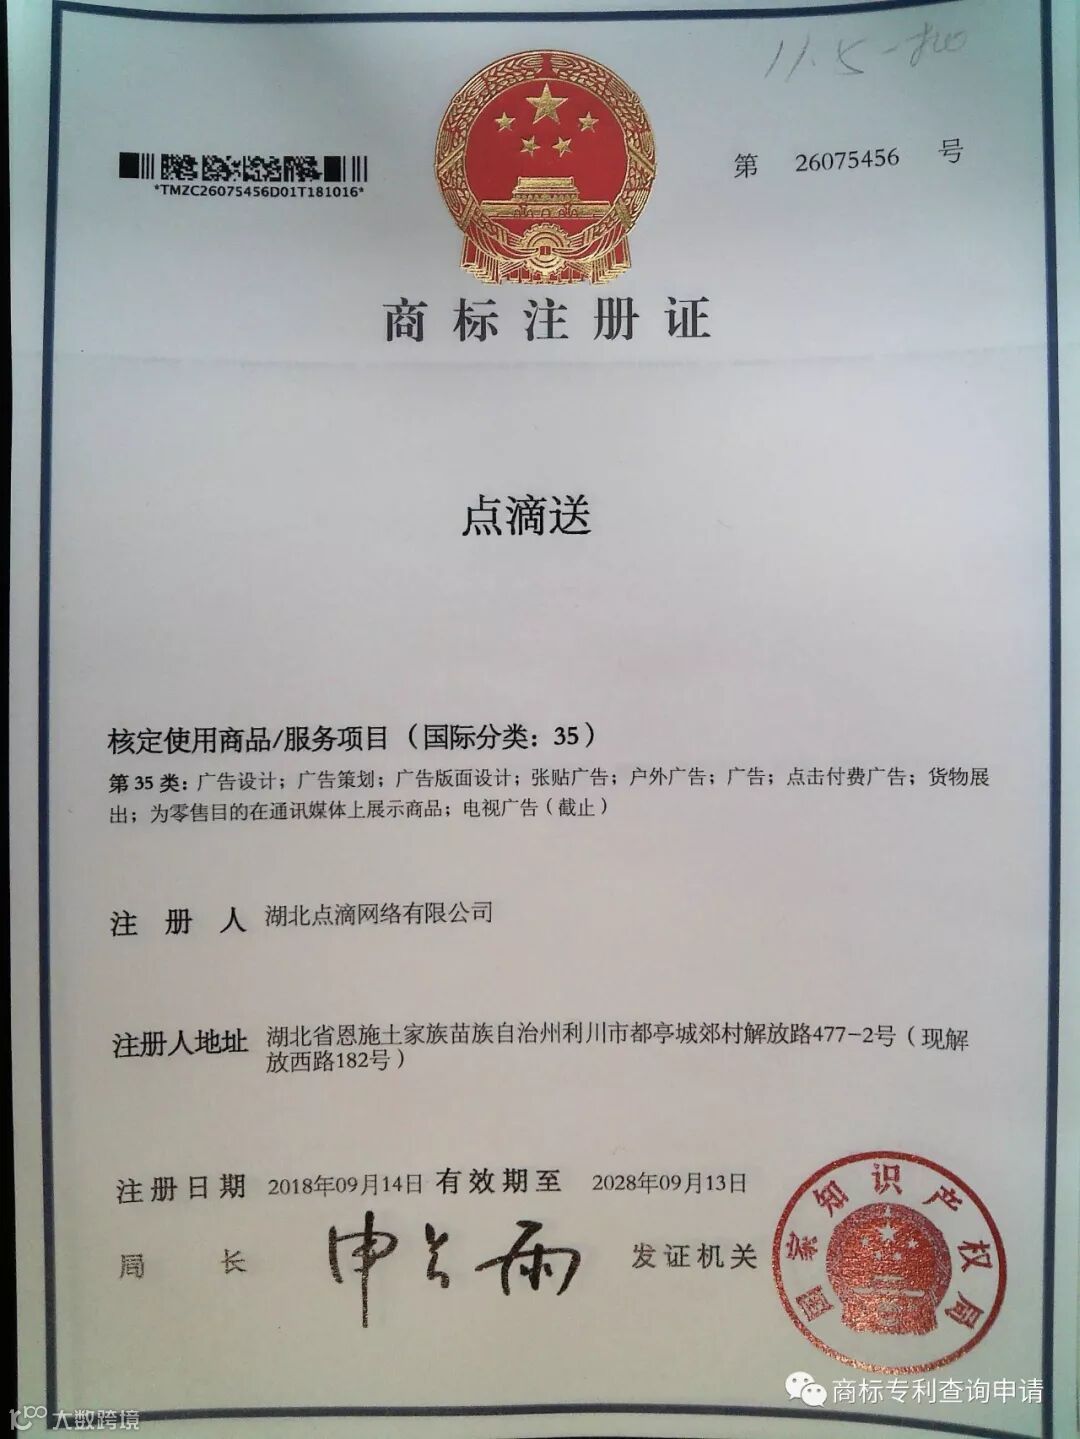 11.5
*TMZC26075456D01T181016*
第 26075456 号
商标注册证
点滴送
核定使用商品/服务项目（国际分类：35）
第 35 类：广告设计；广告策划；广告版面设计；张贴广告；户外广告；广告；点击付费广告；货物展
出；为零售目的在通讯媒体上展示商品；电视广告（截止）
注册人 湖北点滴网络有限公司
注册人地址 湖北省恩施土家族苗族自治州利川市都亭城郊村解放路477-2号（现解
放西路182号）
注册日期 2018年09月14日 有效期至 2028年09月13日
局长 申长雨 发证机关
国家知识产权局
商标专利查询申请
大数跨境